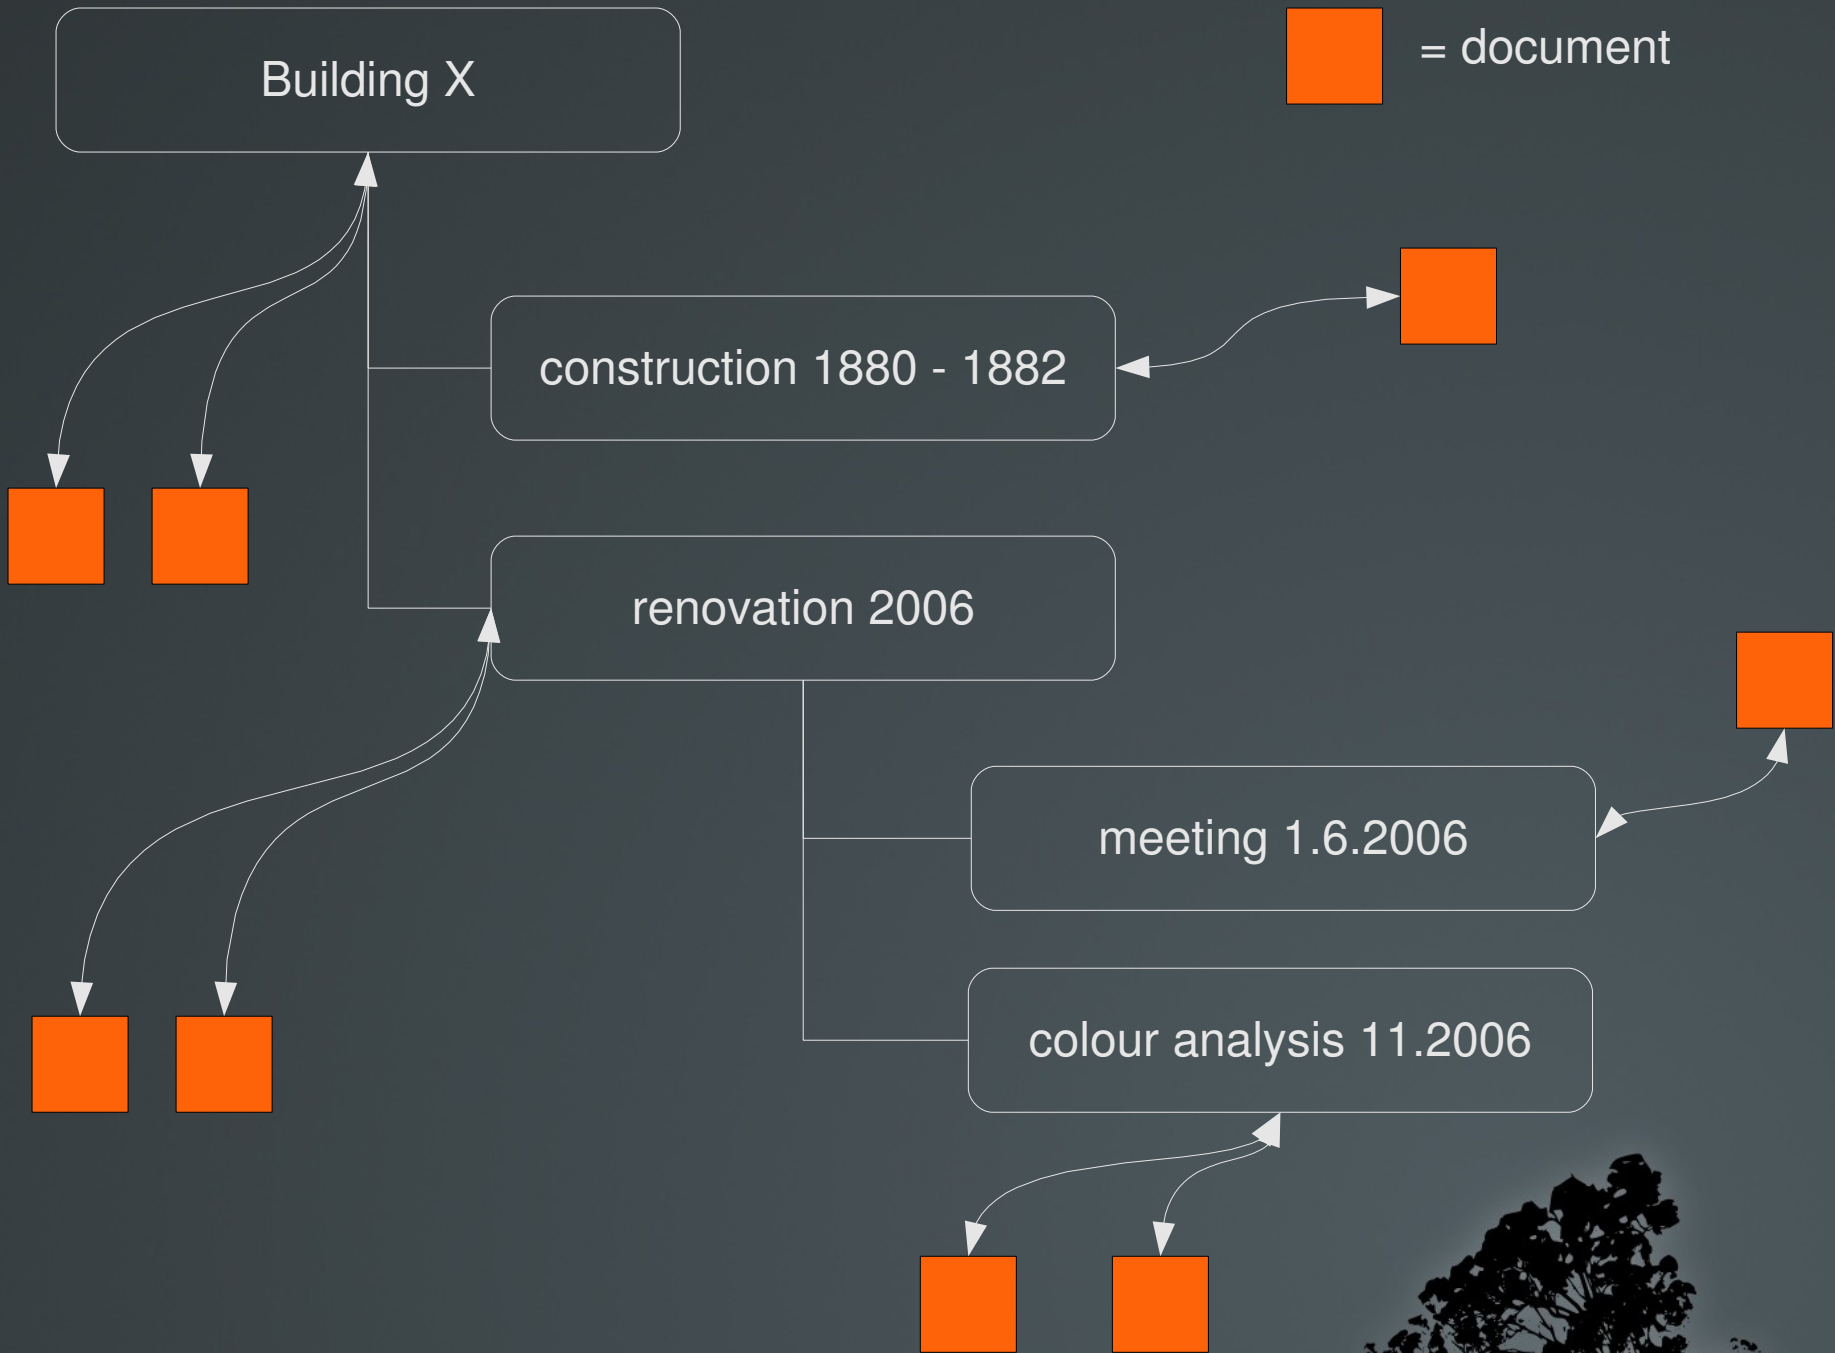 Building X
= document
construction 1880 - 1882
renovation 2006
meeting 1.6.2006
colour analysis 11.2006